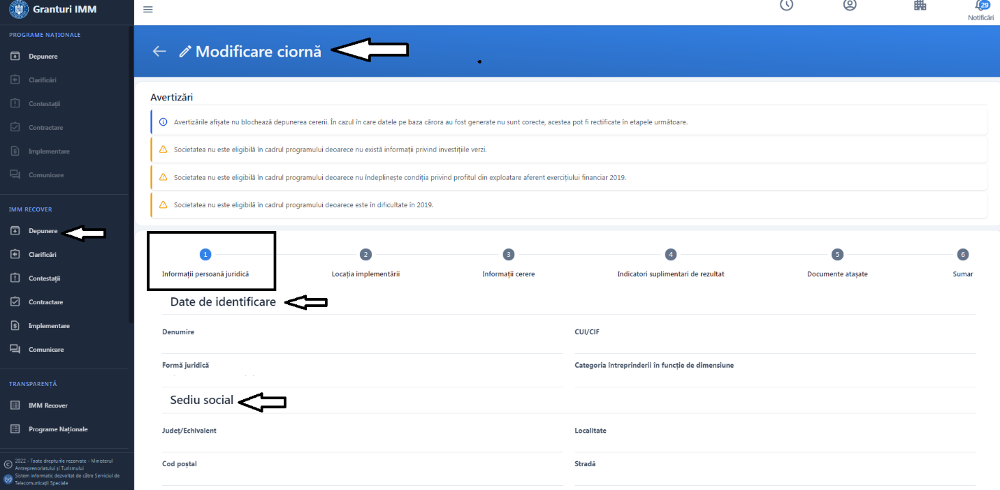 Granturi IMM
29
Notificări
PROGRAME NAȚIONALE
Depunere
Clarificări
Contestații
Contractare
Implementare
Comunicare
IMM RECOVER
Depunere
Clarificări
Contestații
Contractare
Implementare
Comunicare
TRANSPARENȚĂ
IMM Recover
Programe Naționale
2022 - Toate drepturile rezervate - Ministerul
Antreprenoriatului și Turismului
Sistem informatic dezvoltat de către Serviciul de
Telecomunicații Speciale
Modificare ciornă
Avertizări
Avertizările afișate nu blochează depunerea cererii. În cazul în care datele pe baza cărora au fost generate nu sunt corecte, acestea pot fi rectificate în etapele următoare.
Societatea nu este eligibilă în cadrul programului deoarece nu există informații privind investițiile verzi.
Societatea nu este eligibilă în cadrul programului deoarece nu îndeplinește condiția privind profitul din exploatare aferent exercițiului financiar 2019.
Societatea nu este eligibilă în cadrul programului deoarece este în dificultate în 2019.
1 2 3 4 5 6
Informații persoană juridică Locația implementării Informații cerere Indicatori suplimentari de rezultat Documente atașate Sumar
Date de identificare
Denumire CUI/CIF
Formă juridică Categoria întreprinderii în funcție de dimensiune
Sediu social
Județ/Echivalent Localitate
Cod poștal Stradă